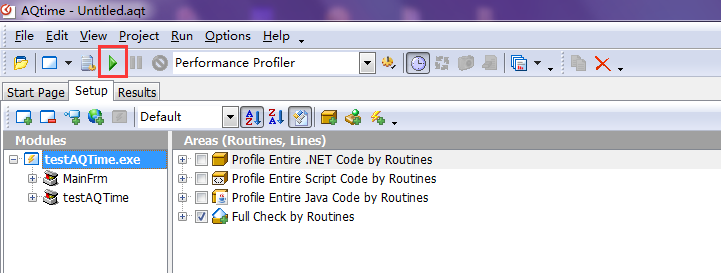 AQtime - Untitled.aqt
File Edit View Project Run Options Help
Performance Profiler
Start Page Setup Results
Default
Modules Areas (Routines, Lines)
testAQTime.exe Profile Entire .NET Code by Routines
MainFrm Profile Entire Script Code by Routines
testAQTime Profile Entire Java Code by Routines
Full Check by Routines